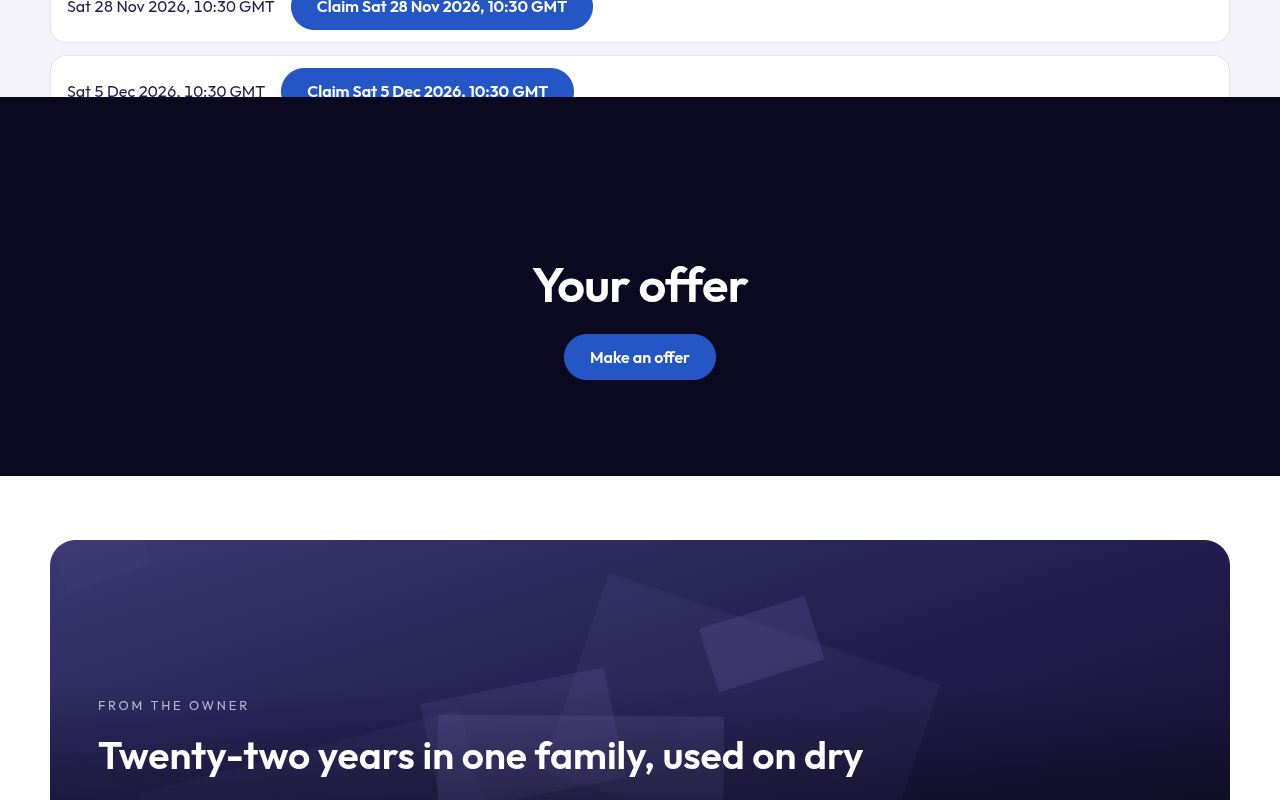 Sat 28 Nov 2026, 10:30 GMT Claim Sat 28 Nov 2026, 10:30 GMT
Sat 5 Dec 2026, 10:30 GMT Claim Sat 5 Dec 2026, 10:30 GMT
Your offer
Make an offer
FROM THE OWNER
Twenty-two years in one family, used on dry